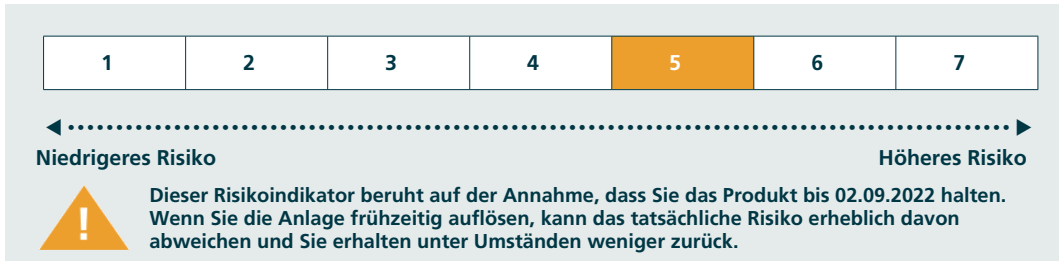 1 2 3 4 5 6 7
Niedrigeres Risiko Höheres Risiko
!
Dieser Risikoindikator beruht auf der Annahme, dass Sie das Produkt bis 02.09.2022 halten.
Wenn Sie die Anlage frühzeitig auflösen, kann das tatsächliche Risiko erheblich davon
abweichen und Sie erhalten unter Umständen weniger zurück.